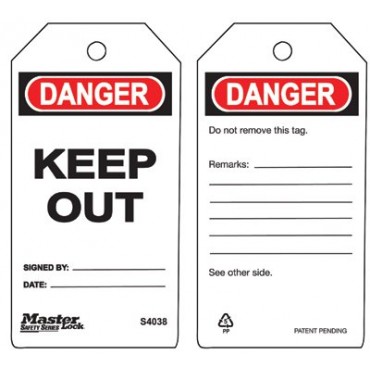 DANGER
KEEP
OUT
SIGNED BY:
DATE:
Master Lock
SAFETY SERIES
S4038
DANGER
Do not remove this tag.
Remarks:
See other side.
PP
PATENT PENDING